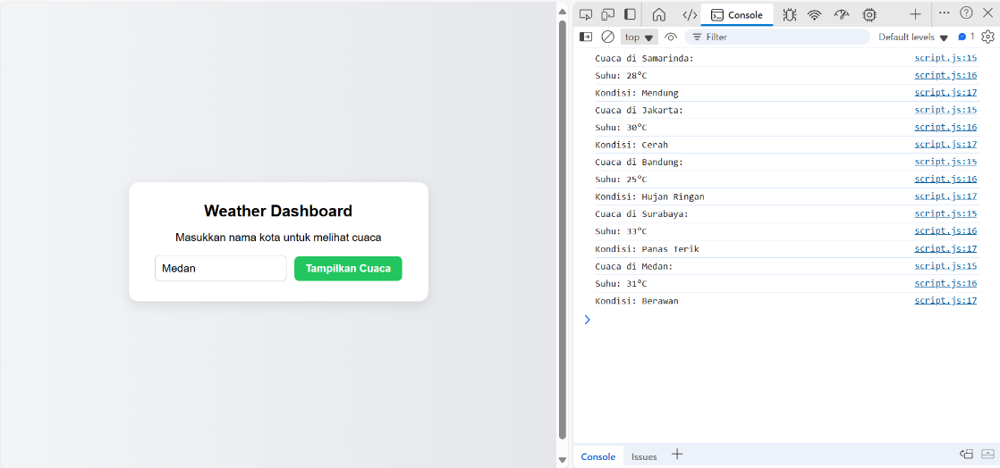 Weather Dashboard
Masukkan nama kota untuk melihat cuaca
Medan
Tampilkan Cuaca
Console
top
Filter
Default levels
1
Cuaca di Samarinda: script.js:15
Suhu: 28°C script.js:16
Kondisi: Mendung script.js:17
Cuaca di Jakarta: script.js:15
Suhu: 30°C script.js:16
Kondisi: Cerah script.js:17
Cuaca di Bandung: script.js:15
Suhu: 25°C script.js:16
Kondisi: Hujan Ringan script.js:17
Cuaca di Surabaya: script.js:15
Suhu: 33°C script.js:16
Kondisi: Panas Terik script.js:17
Cuaca di Medan: script.js:15
Suhu: 31°C script.js:16
Kondisi: Berawan script.js:17
Console Issues